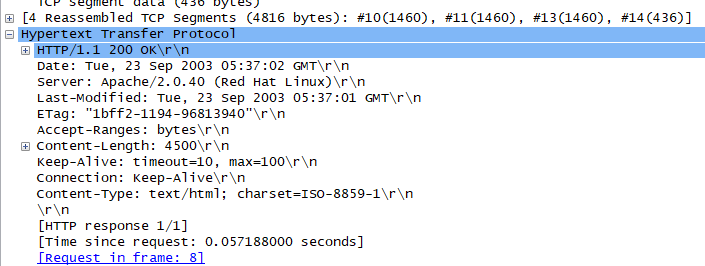 TCP segment data (436 bytes)
[4 Reassembled TCP Segments (4816 bytes): #10(1460), #11(1460), #13(1460), #14(436)]
Hypertext Transfer Protocol
HTTP/1.1 200 OK\r\n
Date: Tue, 23 Sep 2003 05:37:02 GMT\r\n
Server: Apache/2.0.40 (Red Hat Linux)\r\n
Last-Modified: Tue, 23 Sep 2003 05:37:01 GMT\r\n
ETag: "1bff2-1194-96813940"\r\n
Accept-Ranges: bytes\r\n
Content-Length: 4500\r\n
Keep-Alive: timeout=10, max=100\r\n
Connection: Keep-Alive\r\n
Content-Type: text/html; charset=ISO-8859-1\r\n
\r\n
[HTTP response 1/1]
[Time since request: 0.057188000 seconds]
[Request in frame: 8]